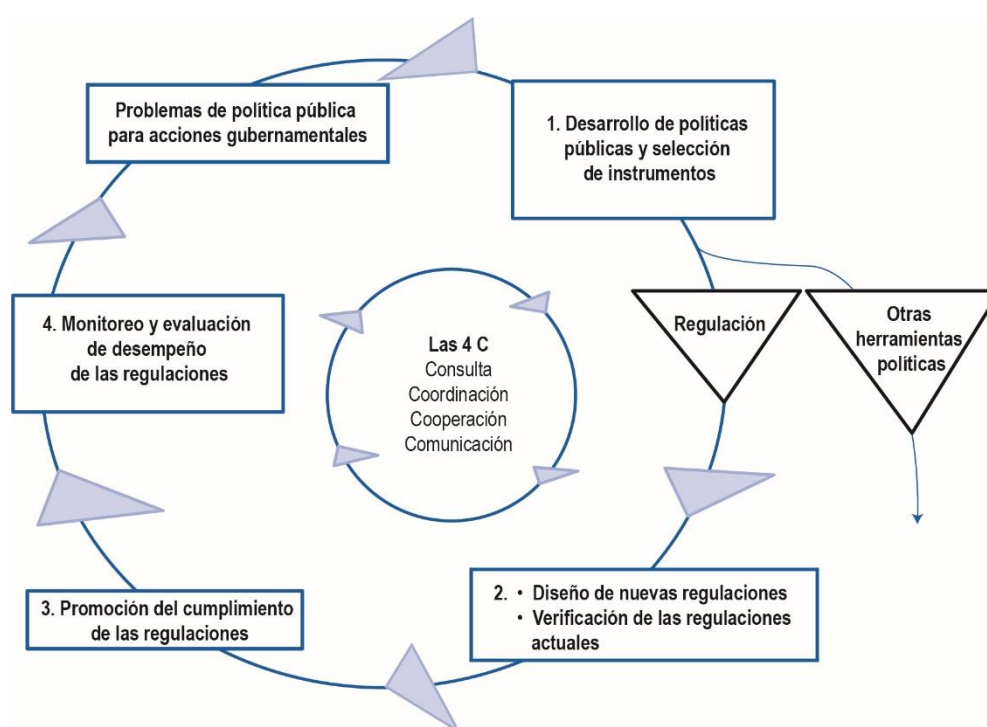 Problemas de política pública
para acciones gubernamentales
1. Desarrollo de políticas
públicas y selección
de instrumentos
Regulación
Otras
herramientas
políticas
2. • Diseño de nuevas regulaciones
• Verificación de las regulaciones
actuales
3. Promoción del cumplimiento
de las regulaciones
4. Monitoreo y evaluación
de desempeño
de las regulaciones
Las 4 C
Consulta
Coordinación
Cooperación
Comunicación